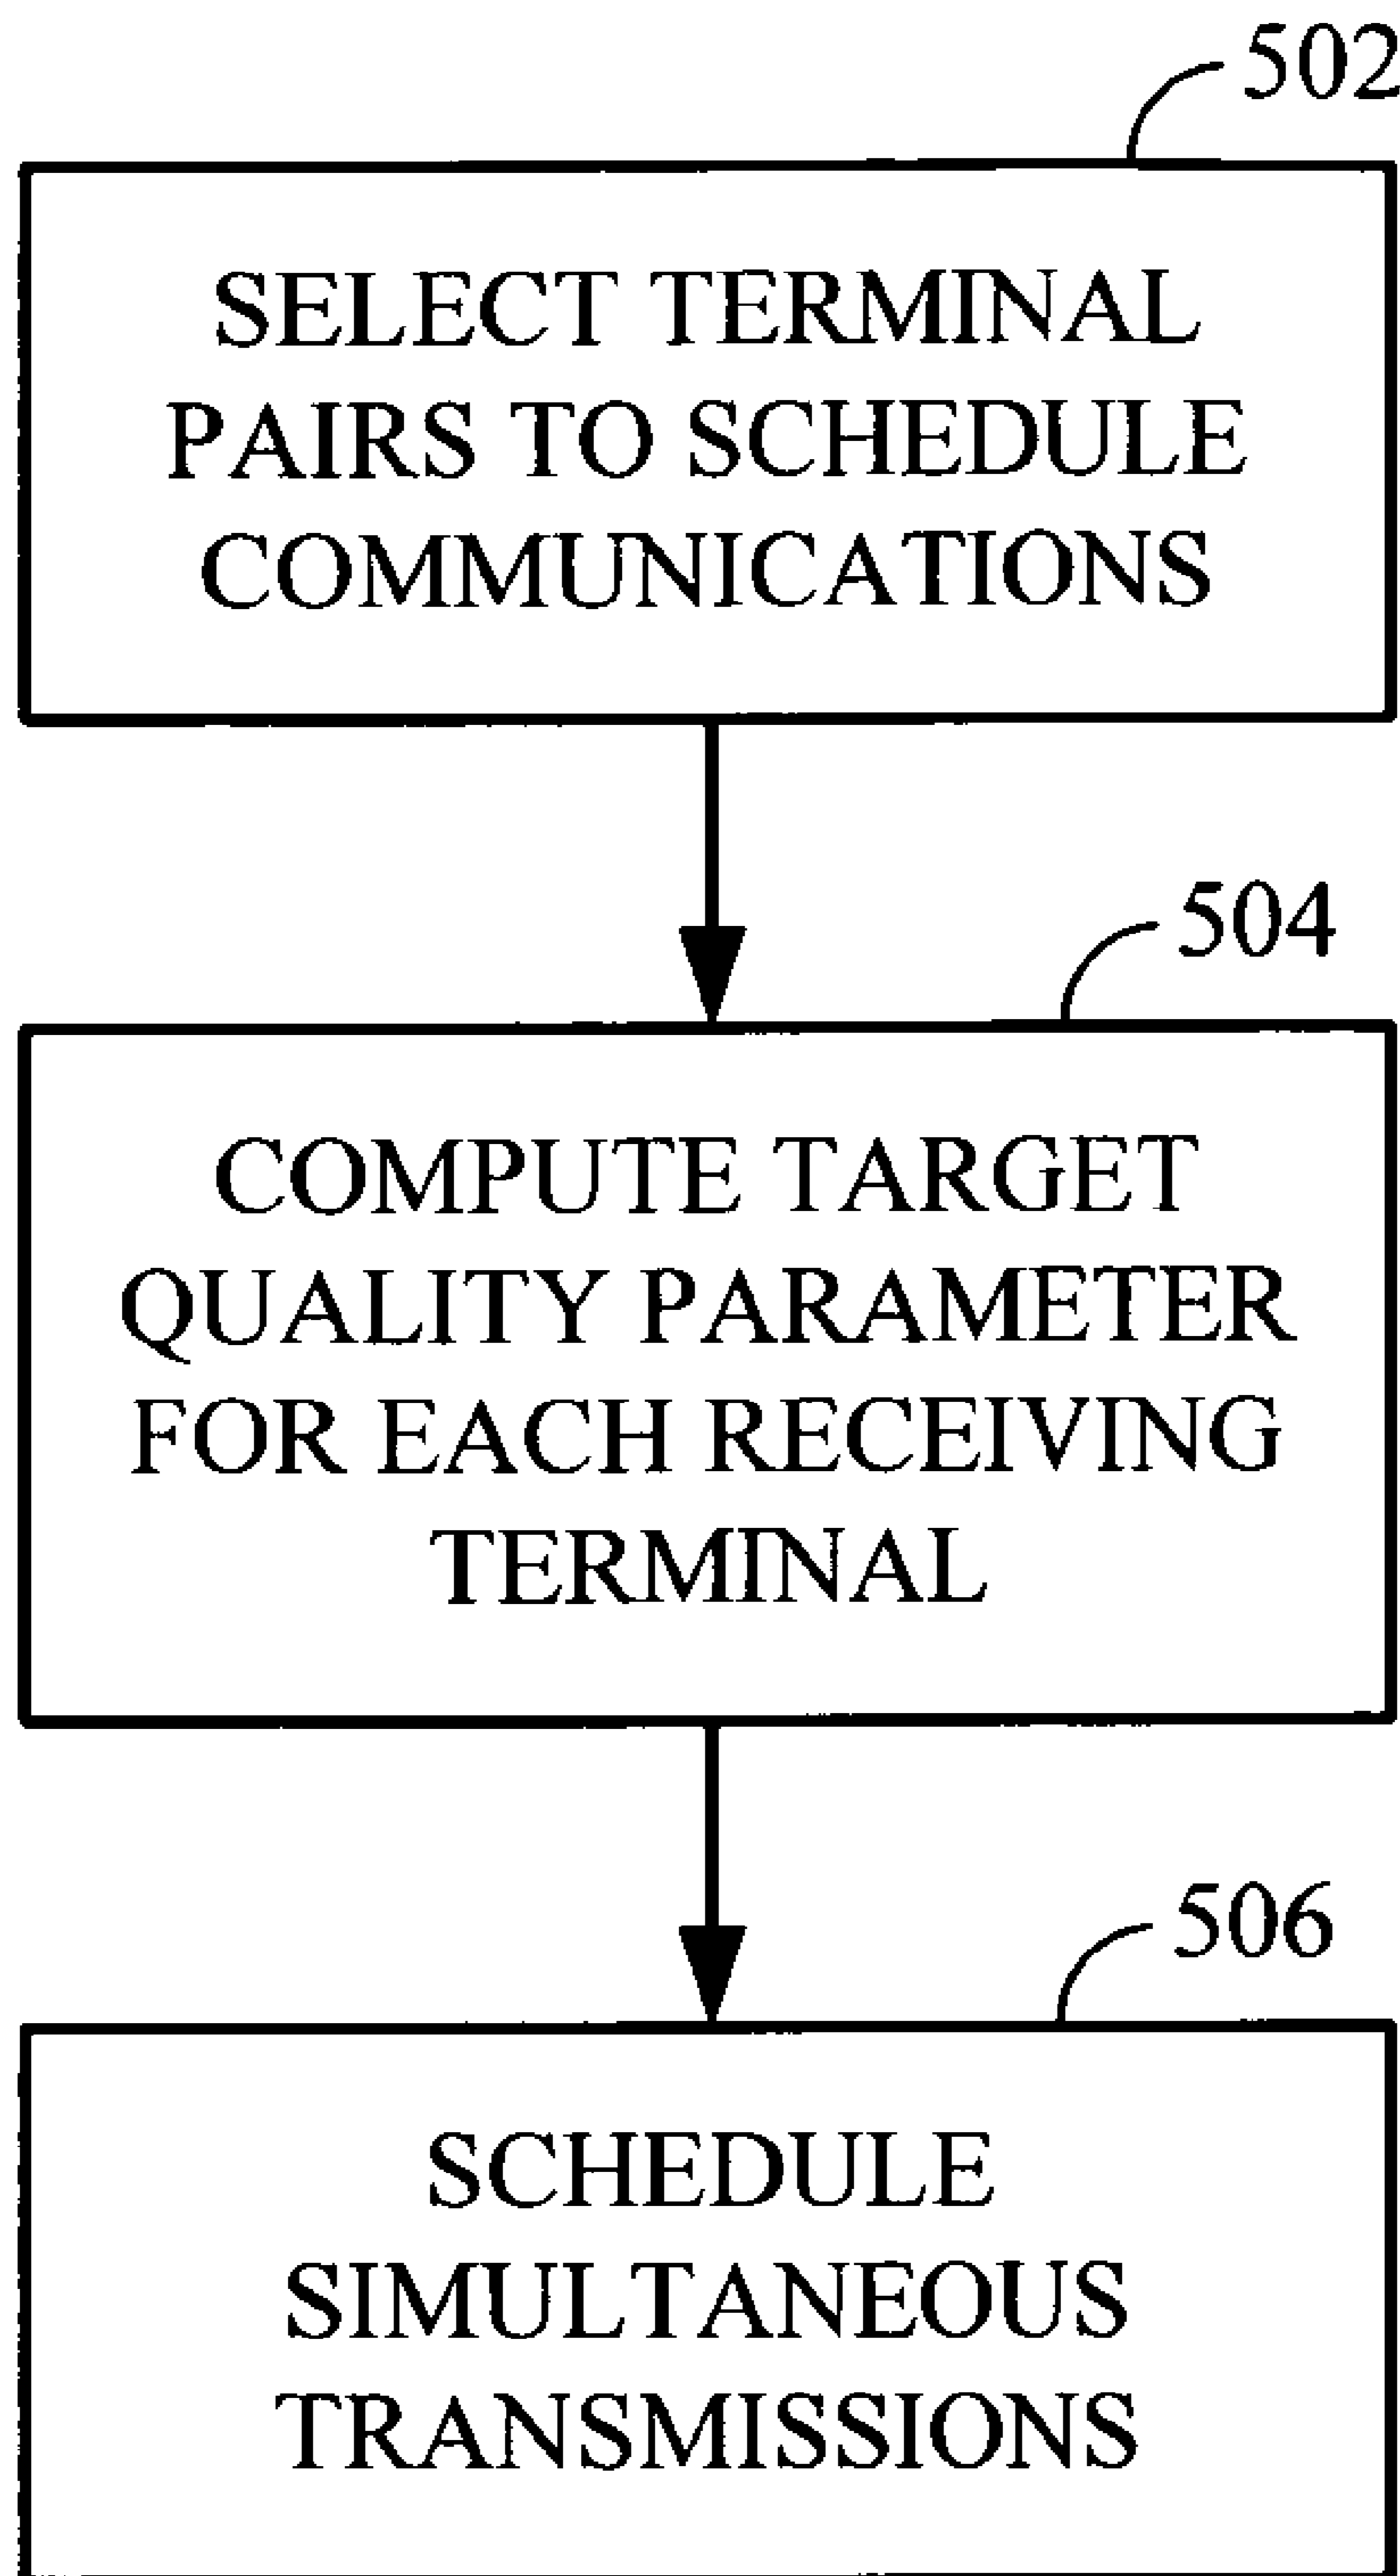 502
SELECT TERMINAL
PAIRS TO SCHEDULE
COMMUNICATIONS
504
COMPUTE TARGET
QUALITY PARAMETER
FOR EACH RECEIVING
TERMINAL
506
SCHEDULE
SIMULTANEOUS
TRANSMISSIONS